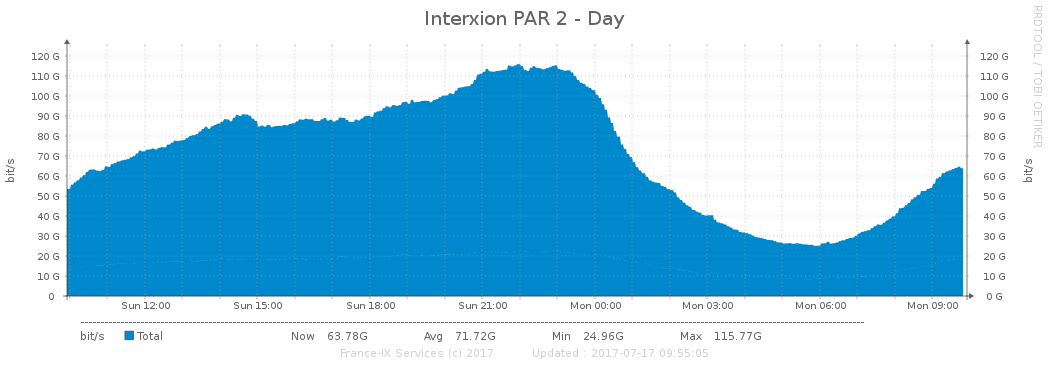 Interxion PAR 2 - Day
RRDTOOL / TOBI OETIKER
bit/s
120 G
110 G
100 G
90 G
80 G
70 G
60 G
50 G
40 G
30 G
20 G
10 G
0
120 G
110 G
100 G
90 G
80 G
70 G
60 G
50 G
40 G
30 G
20 G
10 G
0 G
bit/s
Sun 12:00 Sun 15:00 Sun 18:00 Sun 21:00 Mon 00:00 Mon 03:00 Mon 06:00 Mon 09:00
bit/s Total Now 63.78G Avg 71.72G Min 24.96G Max 115.77G
France-IX Services (c) 2017 Updated : 2017-07-17 09:55:05